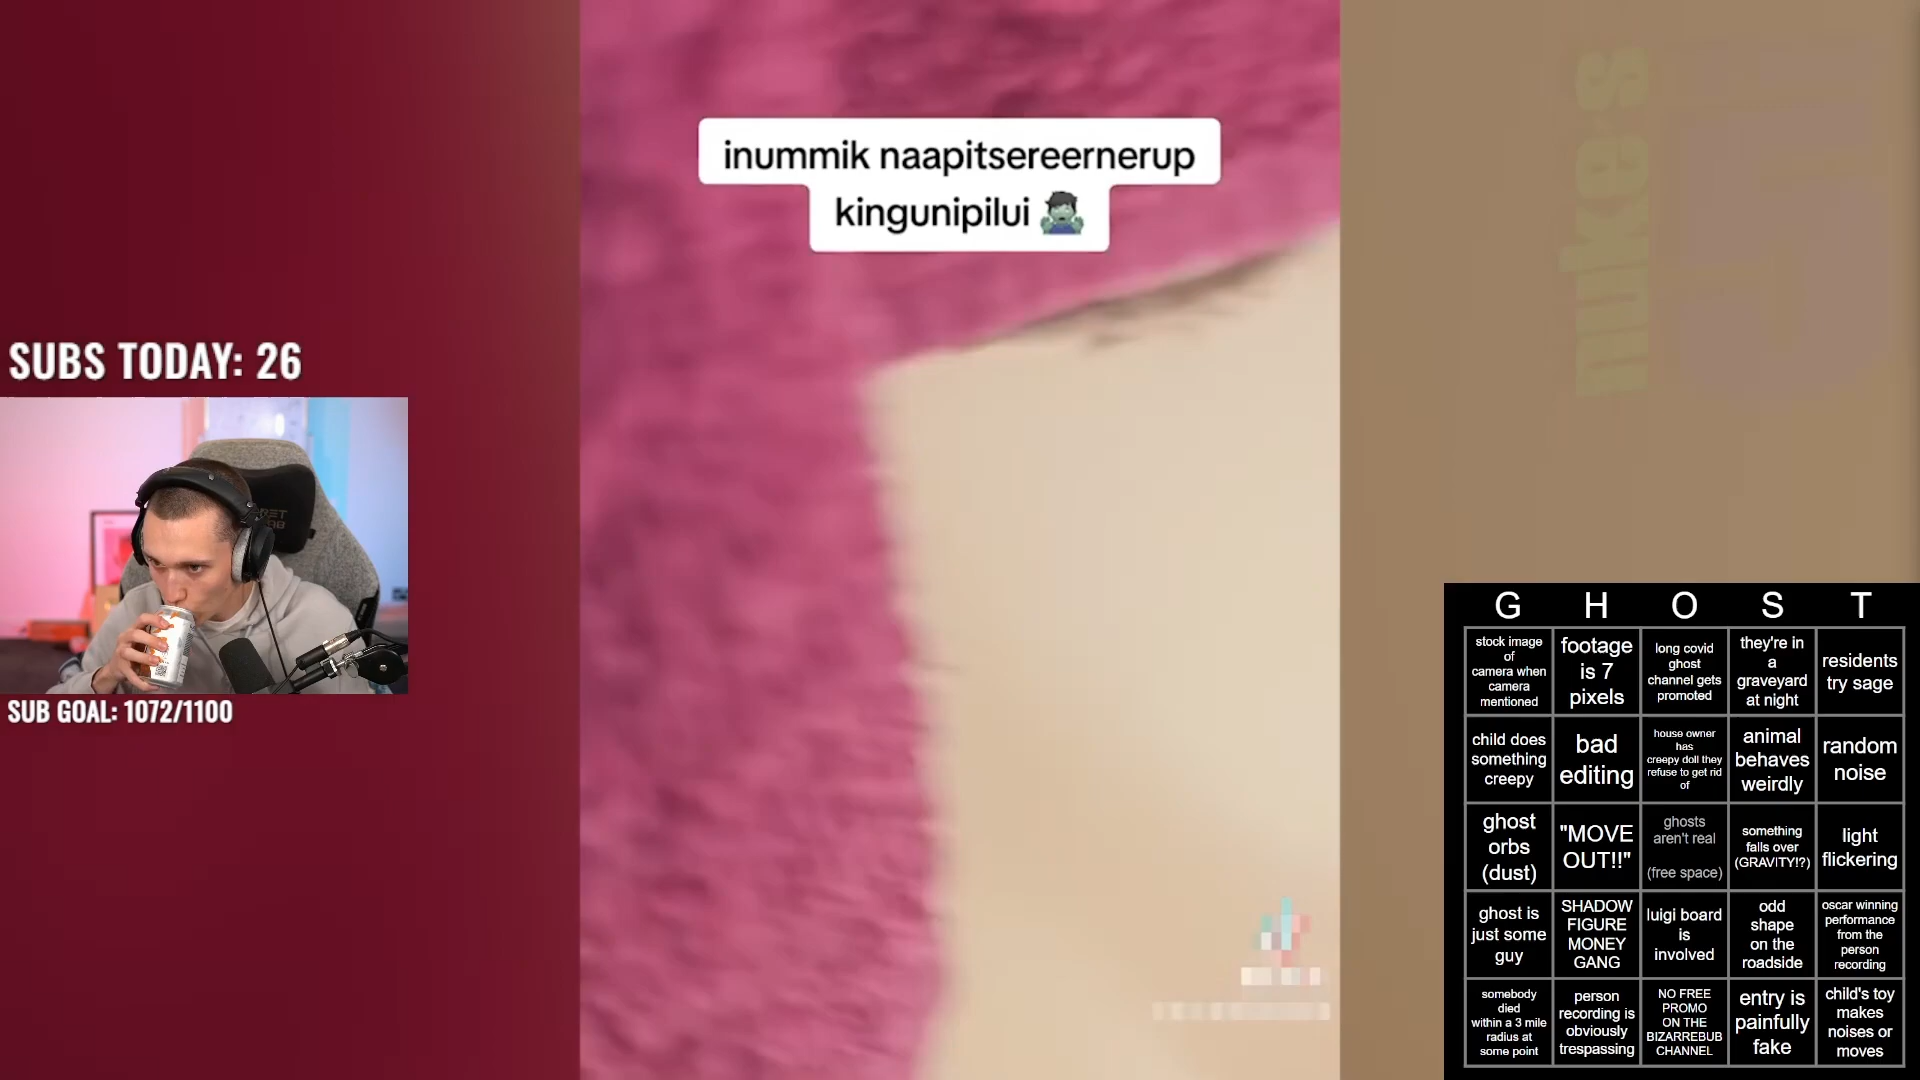 inummik naapitsereernerup
kingunipilui
SUBS TODAY: 26
SUB GOAL: 1072/1100
nuke's
G H O S T
stock image
of
camera when
camera
mentioned
footage
is 7
pixels
long covid
ghost
channel gets
promoted
they're in
a
graveyard
at night
residents
try sage
child does
something
creepy
bad
editing
house owner
has
creepy doll they
refuse to get rid
of
animal
behaves
weirdly
random
noise
ghost
orbs
(dust)
"MOVE
OUT!!"
ghosts
aren't real
(free space)
something
falls over
(GRAVITY!?)
light
flickering
ghost is
just some
guy
SHADOW
FIGURE
MONEY
GANG
luigi board
is
involved
odd
shape
on the
roadside
oscar winning
performance
from the
person
recording
somebody
died
within a 3 mile
radius at
some point
person
recording is
obviously
trespassing
NO FREE
PROMO
ON THE
BIZARREBUB
CHANNEL
entry is
painfully
fake
child's toy
makes
noises or
moves